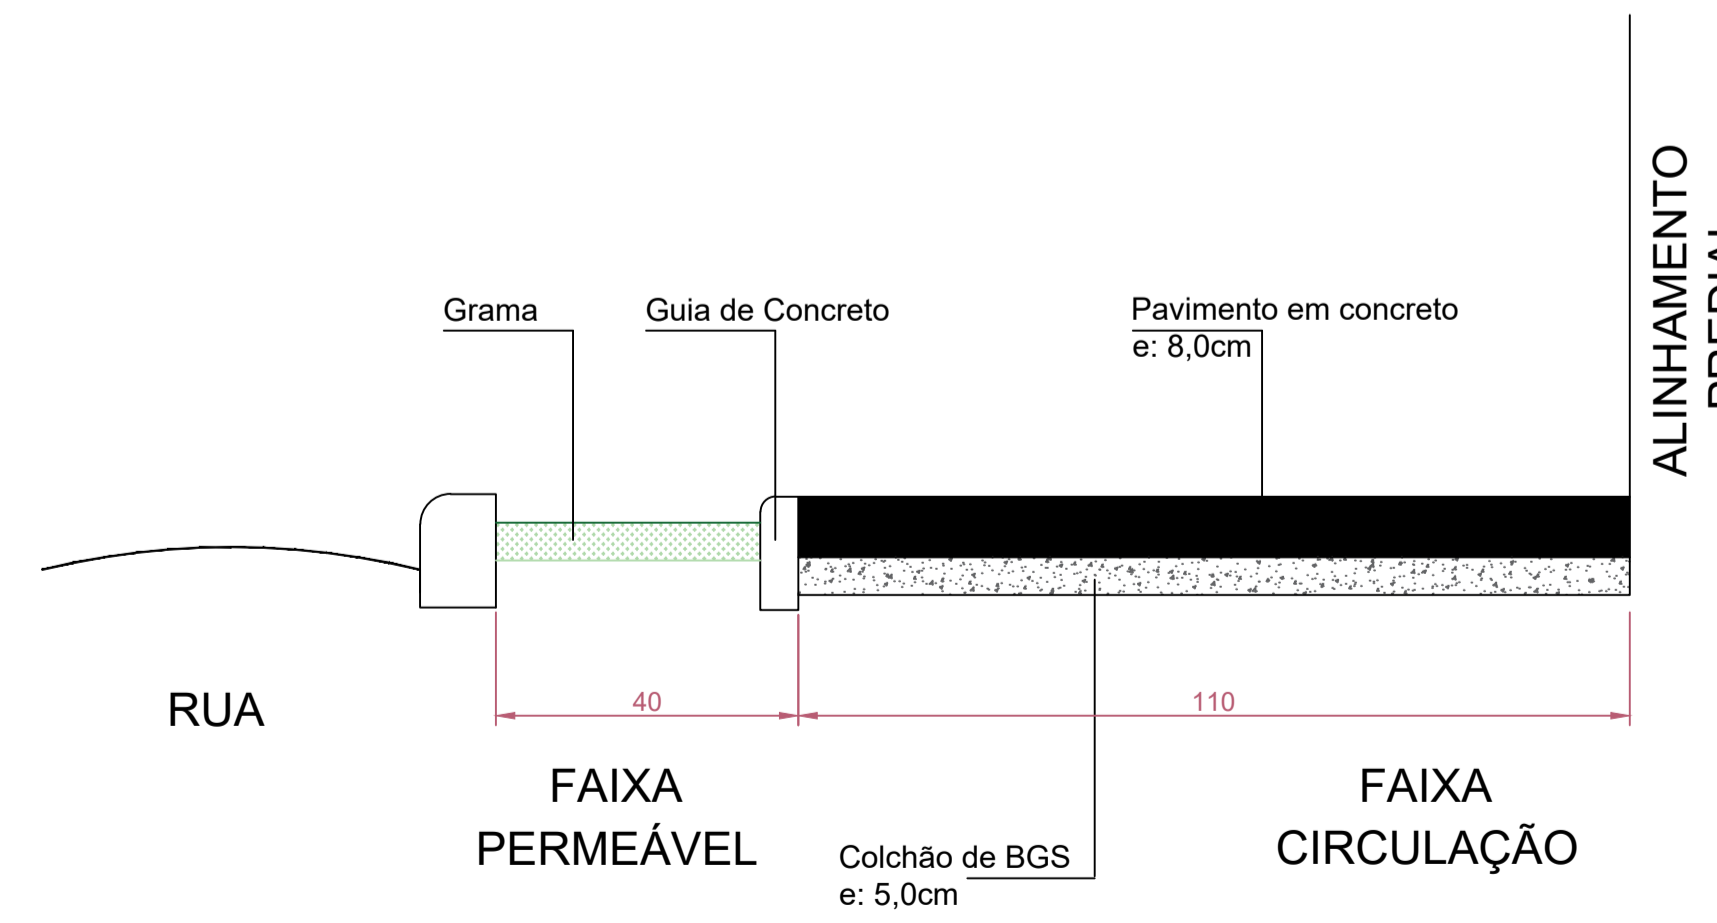 Grama
Guia de Concreto
Pavimento em concreto
e: 8,0cm
ALINHAMENTO
RUA
40
110
FAIXA
PERMEÁVEL
FAIXA
CIRCULAÇÃO
Colchão de BGS
e: 5,0cm